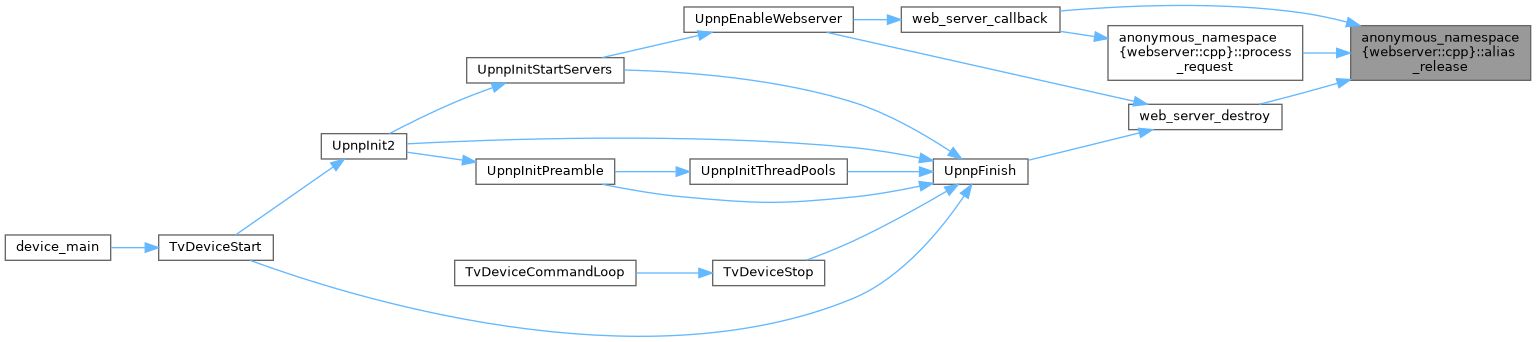 UpnpEnableWebserver
web_server_callback
anonymous_namespace
{webserver::cpp}::process
_request
anonymous_namespace
{webserver::cpp}::alias
_release
UpnpInitStartServers
web_server_destroy
UpnpInit2
UpnpInitPreamble
UpnpInitThreadPools
UpnpFinish
device_main
TvDeviceStart
TvDeviceCommandLoop
TvDeviceStop